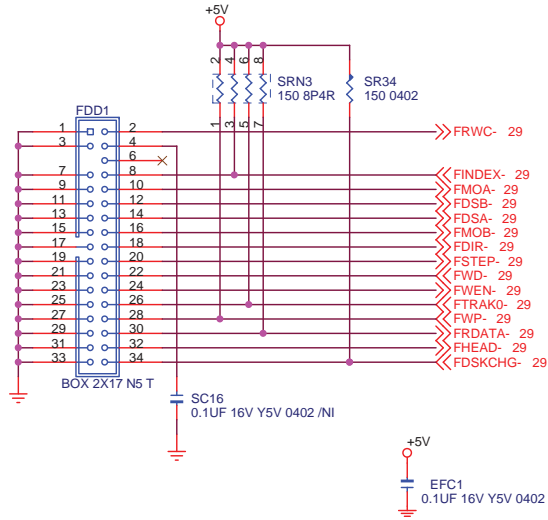 +5V
2 4 6 8
SRN3
150 8P4R
SR34
150 0402
1 3 5 7
FDD1
1 2 FRWC- 29
3 4
6
7 8 FINDEX- 29
9 10 FMOA- 29
11 12 FDSB- 29
13 14 FDSA- 29
15 16 FMOB- 29
17 18 FDIR- 29
19 20 FSTEP- 29
21 22 FWD- 29
23 24 FWEN- 29
25 26 FTRAK0- 29
27 28 FWP- 29
29 30 FRDATA- 29
31 32 FHEAD- 29
33 34 FDSKCHG- 29
BOX 2X17 N5 T
SC16
0.1UF 16V Y5V 0402 /NI
+5V
EFC1
0.1UF 16V Y5V 0402